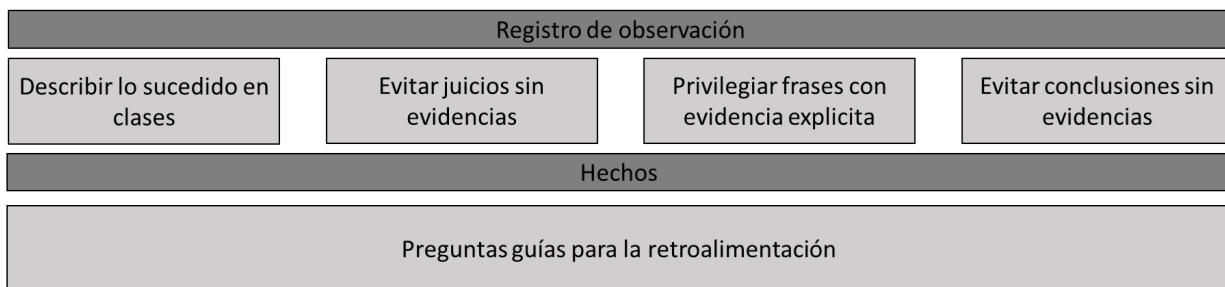 Registro de observación
Describir lo sucedido en
clases
Evitar juicios sin
evidencias
Privilegiar frases con
evidencia explicita
Evitar conclusiones sin
evidencias
Hechos
Preguntas guías para la retroalimentación